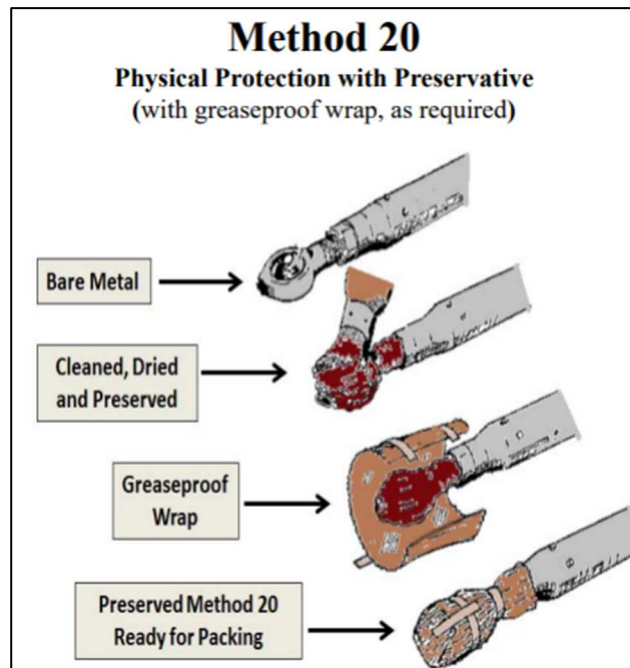 Method 20
Physical Protection with Preservative
(with greaseproof wrap, as required)
Bare Metal
Cleaned, Dried
and Preserved
Greaseproof
Wrap
Preserved Method 20
Ready for Packing